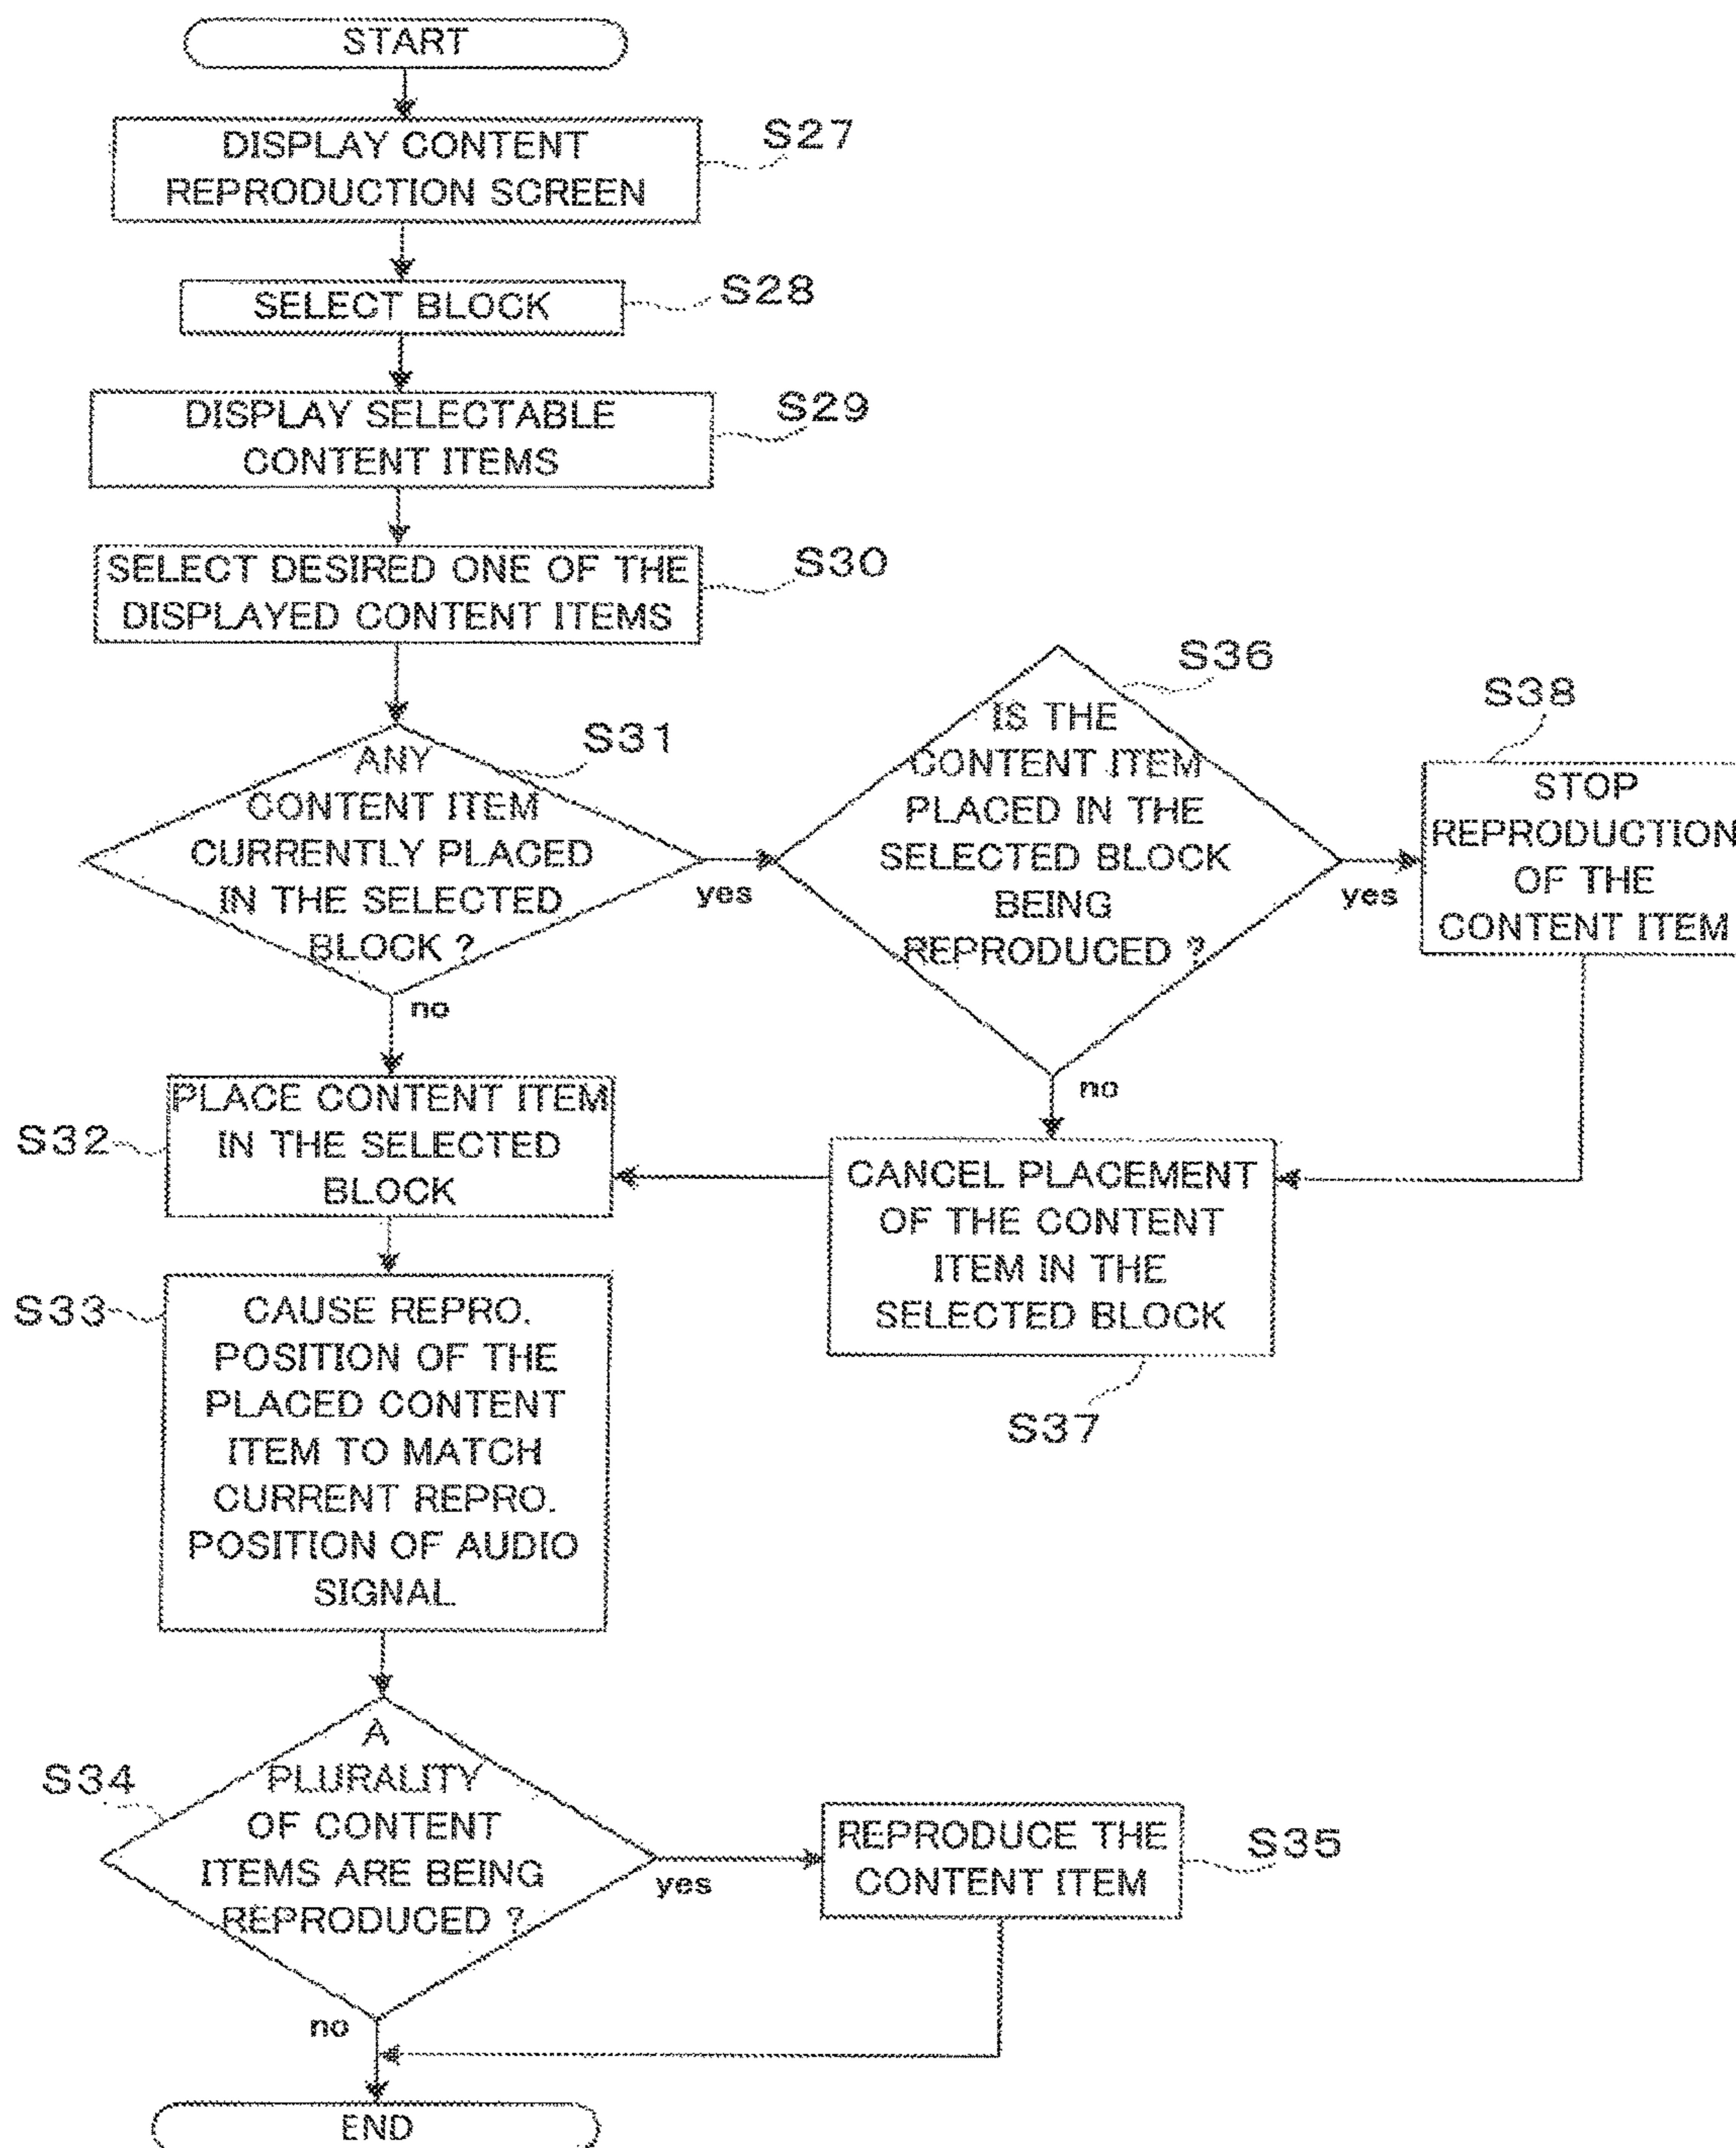 START
DISPLAY CONTENT
REPRODUCTION SCREEN
S27
SELECT BLOCK
S28
DISPLAY SELECTABLE
CONTENT ITEMS
S29
SELECT DESIRED ONE OF THE
DISPLAYED CONTENT ITEMS
S30
ANY
CONTENT ITEM
CURRENTLY PLACED
IN THE SELECTED
BLOCK ?
S31
yes
no
IS THE
CONTENT ITEM
PLACED IN THE
SELECTED BLOCK
BEING
REPRODUCED ?
S36
yes
no
S38
STOP
REPRODUCTION
OF THE
CONTENT ITEM
S32
PLACE CONTENT ITEM
IN THE SELECTED
BLOCK
CANCEL PLACEMENT
OF THE CONTENT
ITEM IN THE
SELECTED BLOCK
S37
S33
CAUSE REPRO.
POSITION OF THE
PLACED CONTENT
ITEM TO MATCH
CURRENT REPRO.
POSITION OF AUDIO
SIGNAL
S34
A
PLURALITY
OF CONTENT
ITEMS ARE BEING
REPRODUCED ?
yes
no
REPRODUCE THE
CONTENT ITEM
S35
END